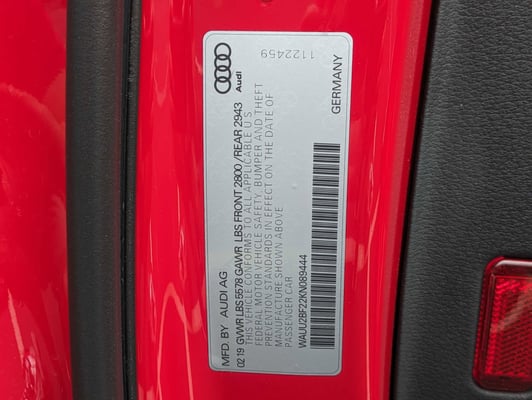 MFD. BY AUDI AG
02.19 GVWR LBS 5578 GAWR LBS FRONT 2800 /REAR 2943
THIS VEHICLE CONFORMS TO ALL APPLICABLE U.S.
FEDERAL MOTOR VEHICLE SAFETY, BUMPER AND THEFT
PREVENTION STANDARDS IN EFFECT ON THE DATE OF
MANUFACTURE SHOWN ABOVE.
PASSENGER CAR
WAUU2BF22KN089444
Audi
1122459
GERMANY